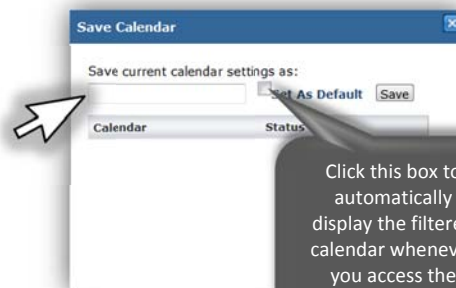 Save Calendar
Save current calendar settings as:
Set As Default Save
Calendar Status
Click this box to
automatically
display the filtere
calendar whenev
you access the